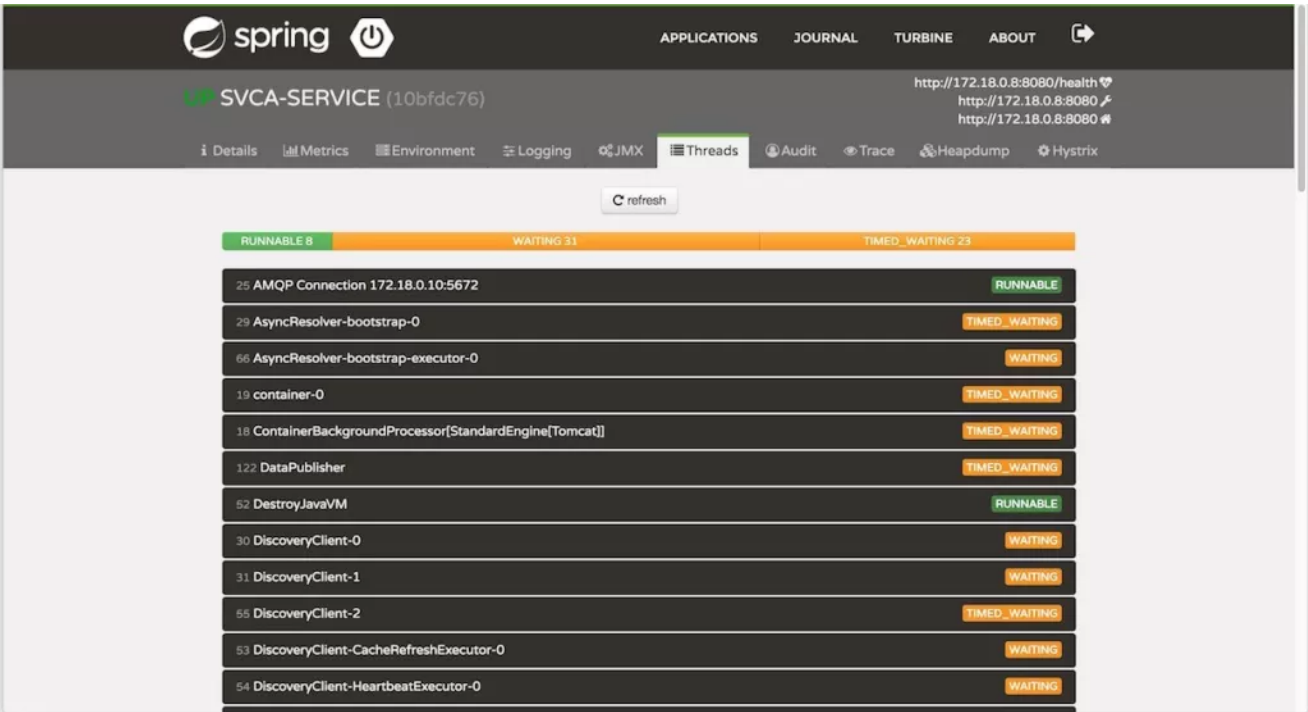 spring
APPLICATIONS JOURNAL TURBINE ABOUT
UP SVCA-SERVICE (10bfdc76)
http://172.18.0.8:8080/health
http://172.18.0.8:8080
http://172.18.0.8:8080
Details Metrics Environment Logging JMX Threads Audit Trace Heapdump Hystrix
refresh
RUNNABLE 8 WAITING 31 TIMED_WAITING 23
25 AMQP Connection 172.18.0.10:5672 RUNNABLE
29 AsyncResolver-bootstrap-0 TIMED_WAITING
66 AsyncResolver-bootstrap-executor-0 WAITING
19 container-0 TIMED_WAITING
18 ContainerBackgroundProcessor[StandardEngine[Tomcat]] TIMED_WAITING
122 DataPublisher TIMED_WAITING
52 DestroyJavaVM RUNNABLE
30 DiscoveryClient-0 WAITING
31 DiscoveryClient-1 WAITING
55 DiscoveryClient-2 TIMED_WAITING
53 DiscoveryClient-CacheRefreshExecutor-0 WAITING
54 DiscoveryClient-HeartbeatExecutor-0 WAITING